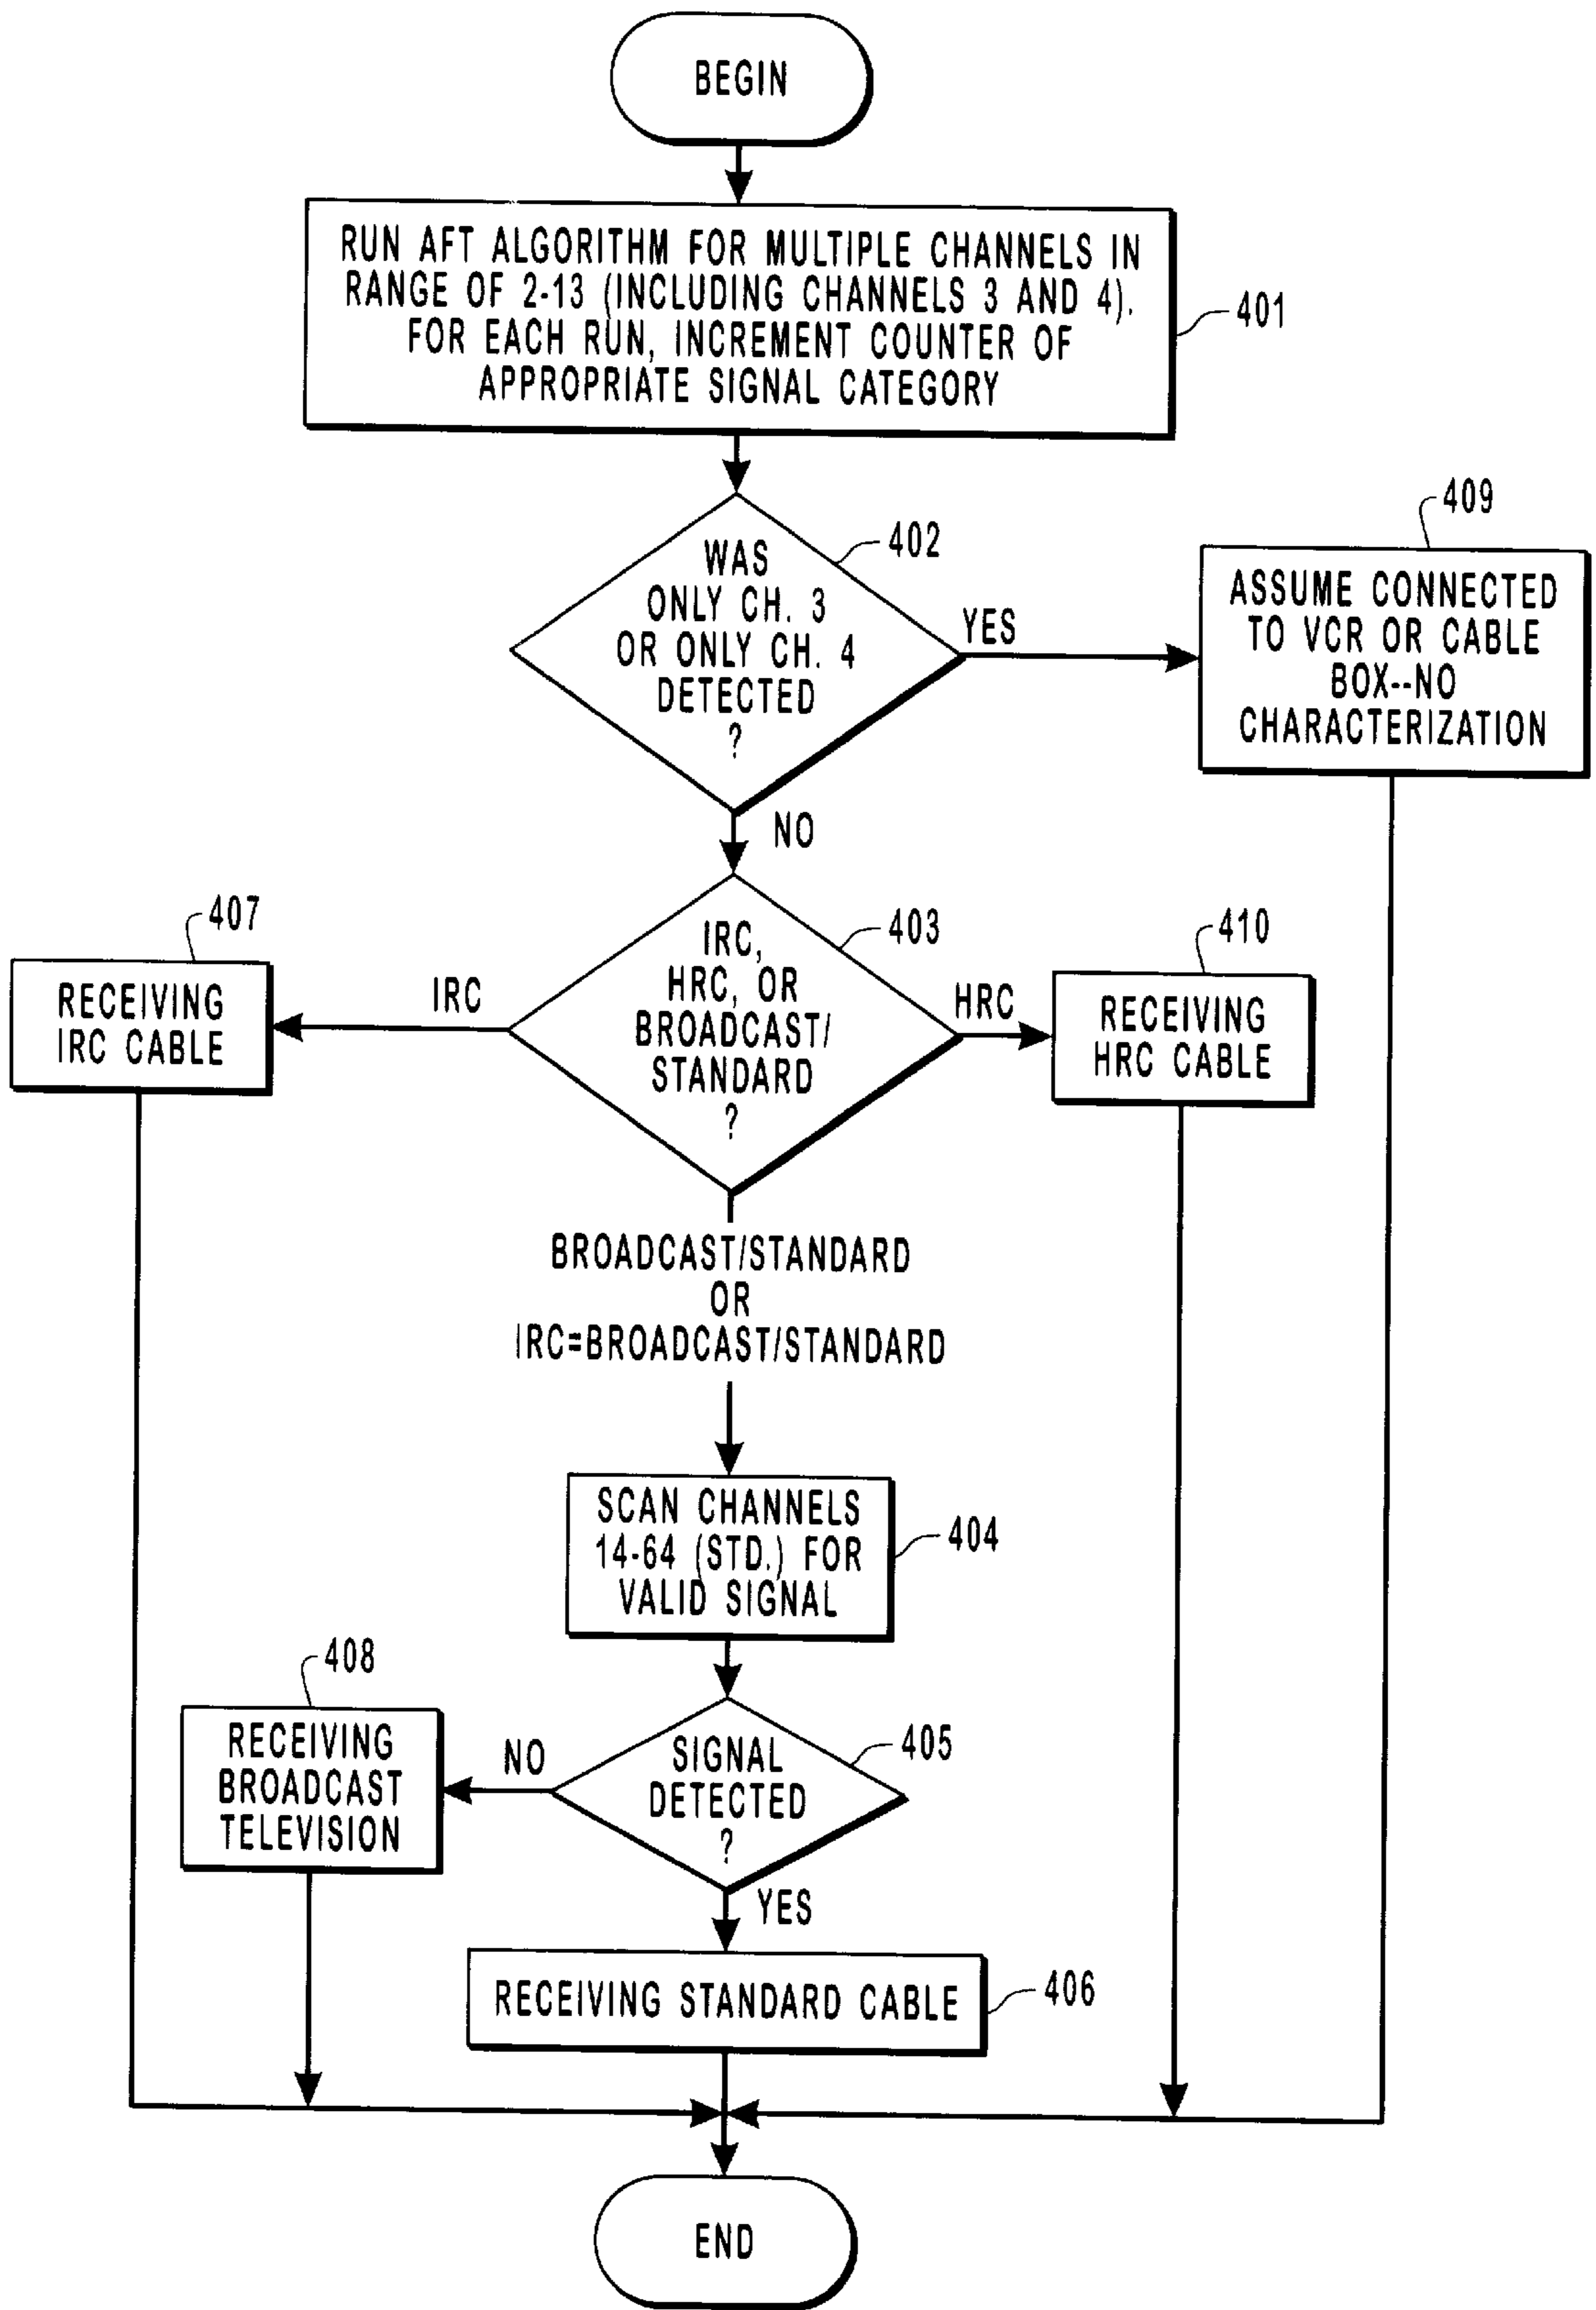 BEGIN
RUN AFT ALGORITHM FOR MULTIPLE CHANNELS IN
RANGE OF 2-13 (INCLUDING CHANNELS 3 AND 4).
FOR EACH RUN, INCREMENT COUNTER OF
APPROPRIATE SIGNAL CATEGORY
401
WAS
ONLY CH. 3
OR ONLY CH. 4
DETECTED
?
402
YES
409
ASSUME CONNECTED
TO VCR OR CABLE
BOX--NO
CHARACTERIZATION
NO
IRC,
HRC, OR
BROADCAST/
STANDARD
?
403
IRC
407
RECEIVING
IRC CABLE
HRC
410
RECEIVING
HRC CABLE
BROADCAST/STANDARD
OR
IRC=BROADCAST/STANDARD
SCAN CHANNELS
14-64 (STD.) FOR
VALID SIGNAL
404
SIGNAL
DETECTED
?
405
NO
408
RECEIVING
BROADCAST
TELEVISION
YES
RECEIVING STANDARD CABLE
406
END